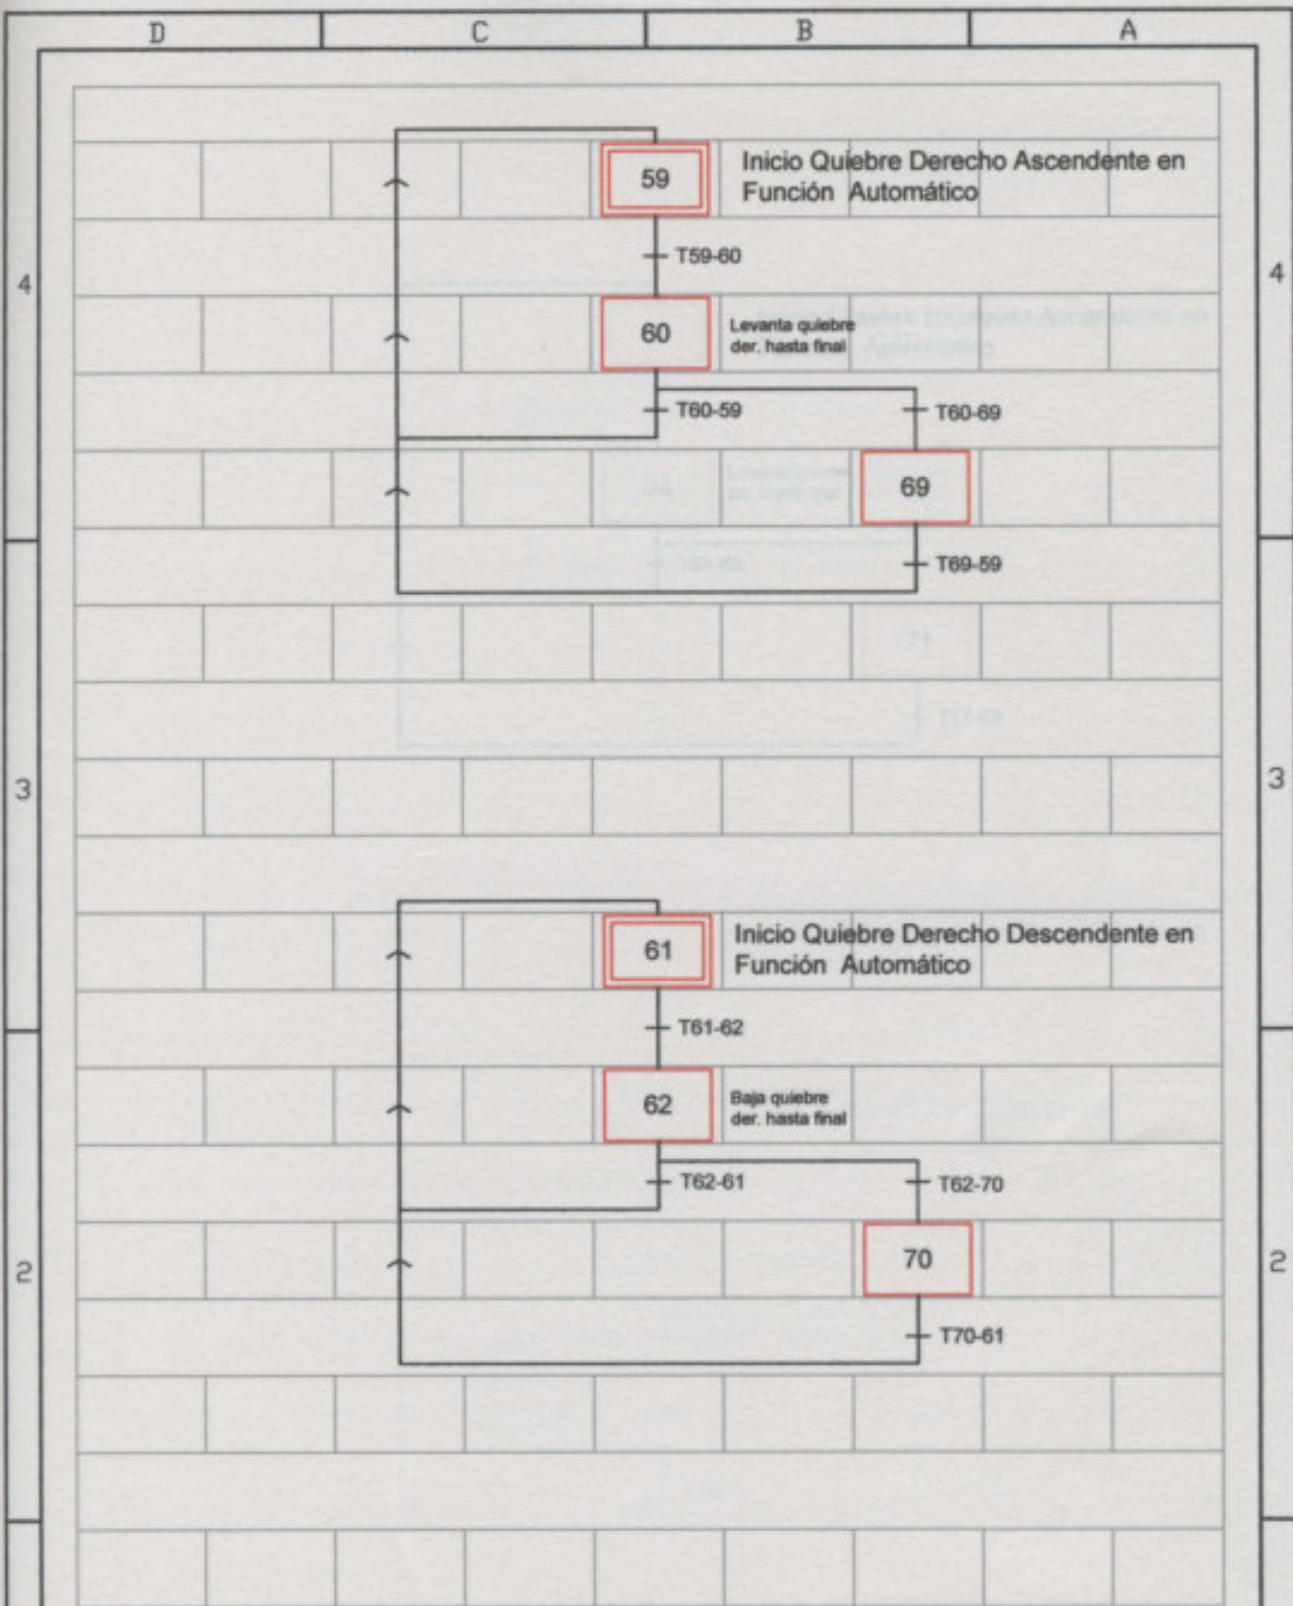 D C B A
59
Inicio Quiebre Derecho Ascendente en
Función Automático
T59-60
4 4
60
Levanta quiebre
der. hasta final
T60-59
T60-69
69
T69-59
3 3
61
Inicio Quiebre Derecho Descendente en
Función Automático
T61-62
62
Baja quiebre
der. hasta final
T62-61
T62-70
70
2 2
T70-61